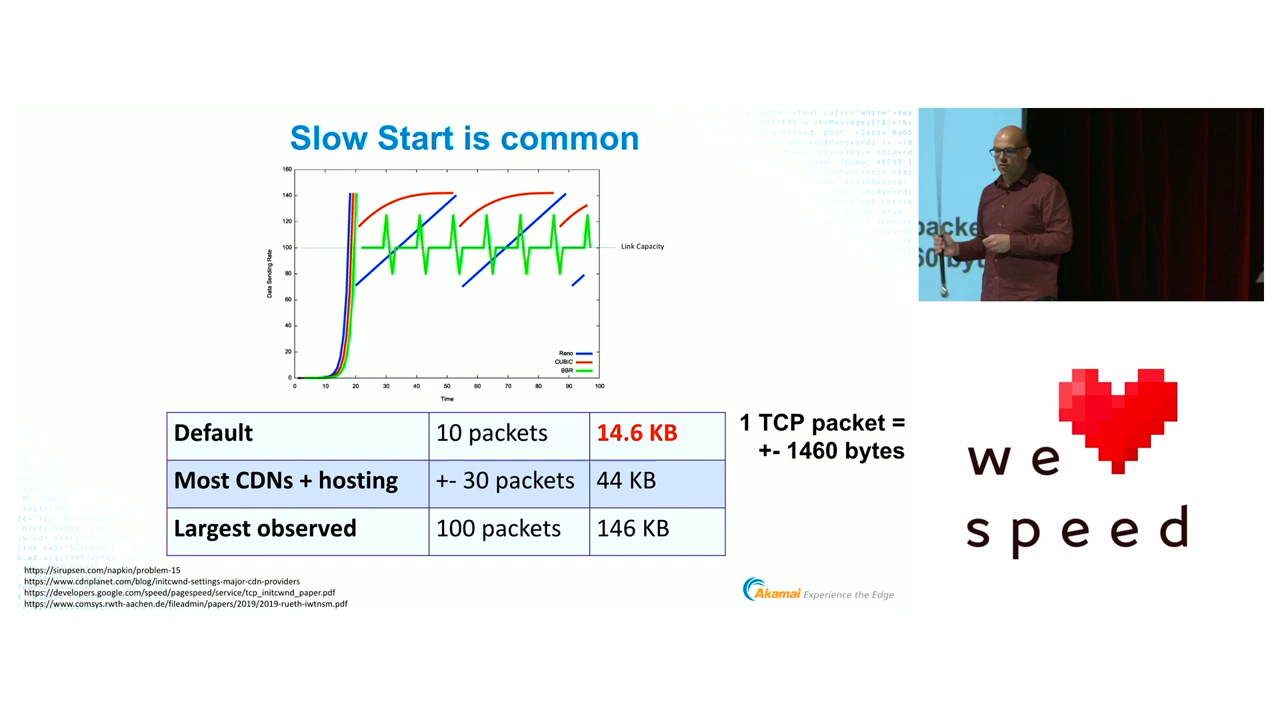 Slow Start is common
160
140
120
100
80
60
40
20
0
0 10 20 30 40 50 60 70 80 90 100
Data Sending Rate
Time
Link Capacity
Reno
CUBIC
BBR
Default 10 packets 14.6 KB
Most CDNs + hosting +- 30 packets 44 KB
Largest observed 100 packets 146 KB
1 TCP packet =
+- 1460 bytes
https://sirupsen.com/napkin/problem-15
https://www.cdnplanet.com/blog/initcwnd-settings-major-cdn-providers
https://developers.google.com/speed/pagespeed/service/tcp_initcwnd_paper.pdf
https://www.comsys.rwth-aachen.de/fileadmin/papers/2019/2019-rueth-iwtnsm.pdf
Akamai Experience the Edge
we
speed